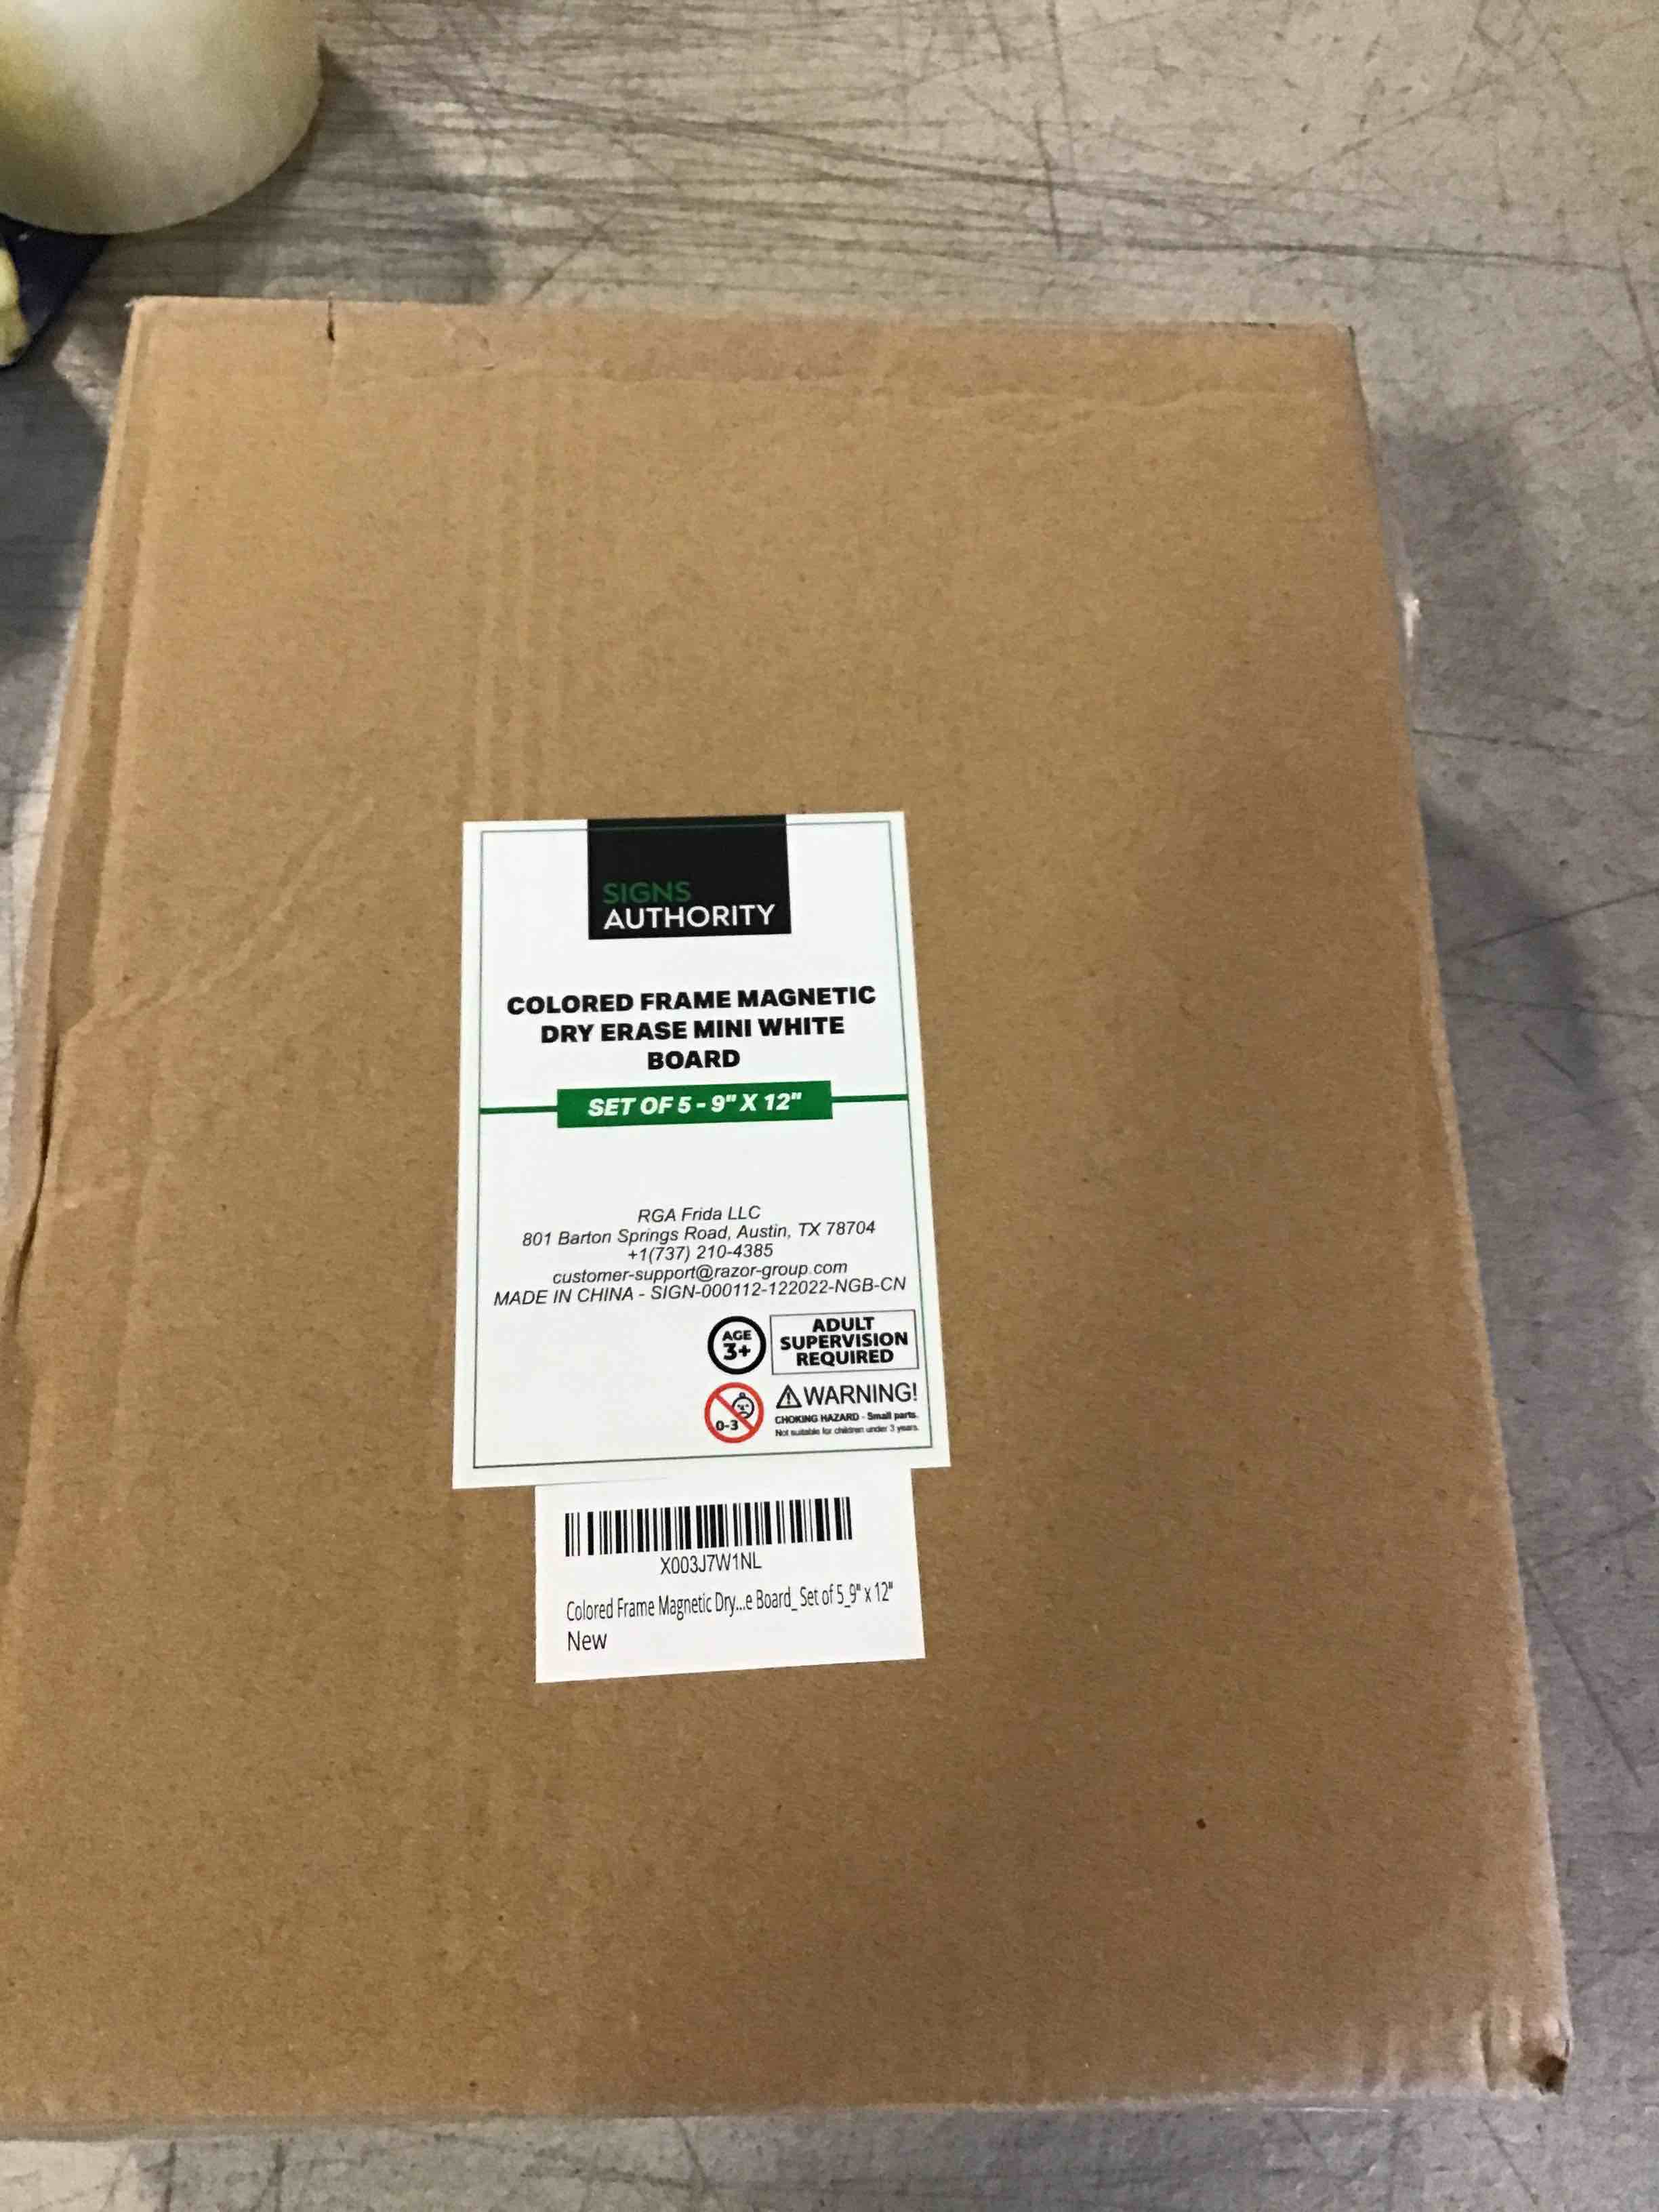 SIGNS
AUTHORITY
COLORED FRAME MAGNETIC
DRY ERASE MINI WHITE
BOARD
SET OF 5 - 9" X 12"
RGA Frida LLC
801 Barton Springs Road, Austin, TX 78704
+1(737) 210-4385
customer-support@razor-group.com
MADE IN CHINA - SIGN-000112-122022-NGB-CN
AGE
3+
ADULT
SUPERVISION
REQUIRED
0-3
WARNING!
CHOKING HAZARD - Small parts.
Not suitable for children under 3 years.
X003J7W1NL
Colored Frame Magnetic Dry...e Board_ Set of 5_9" x 12"
New